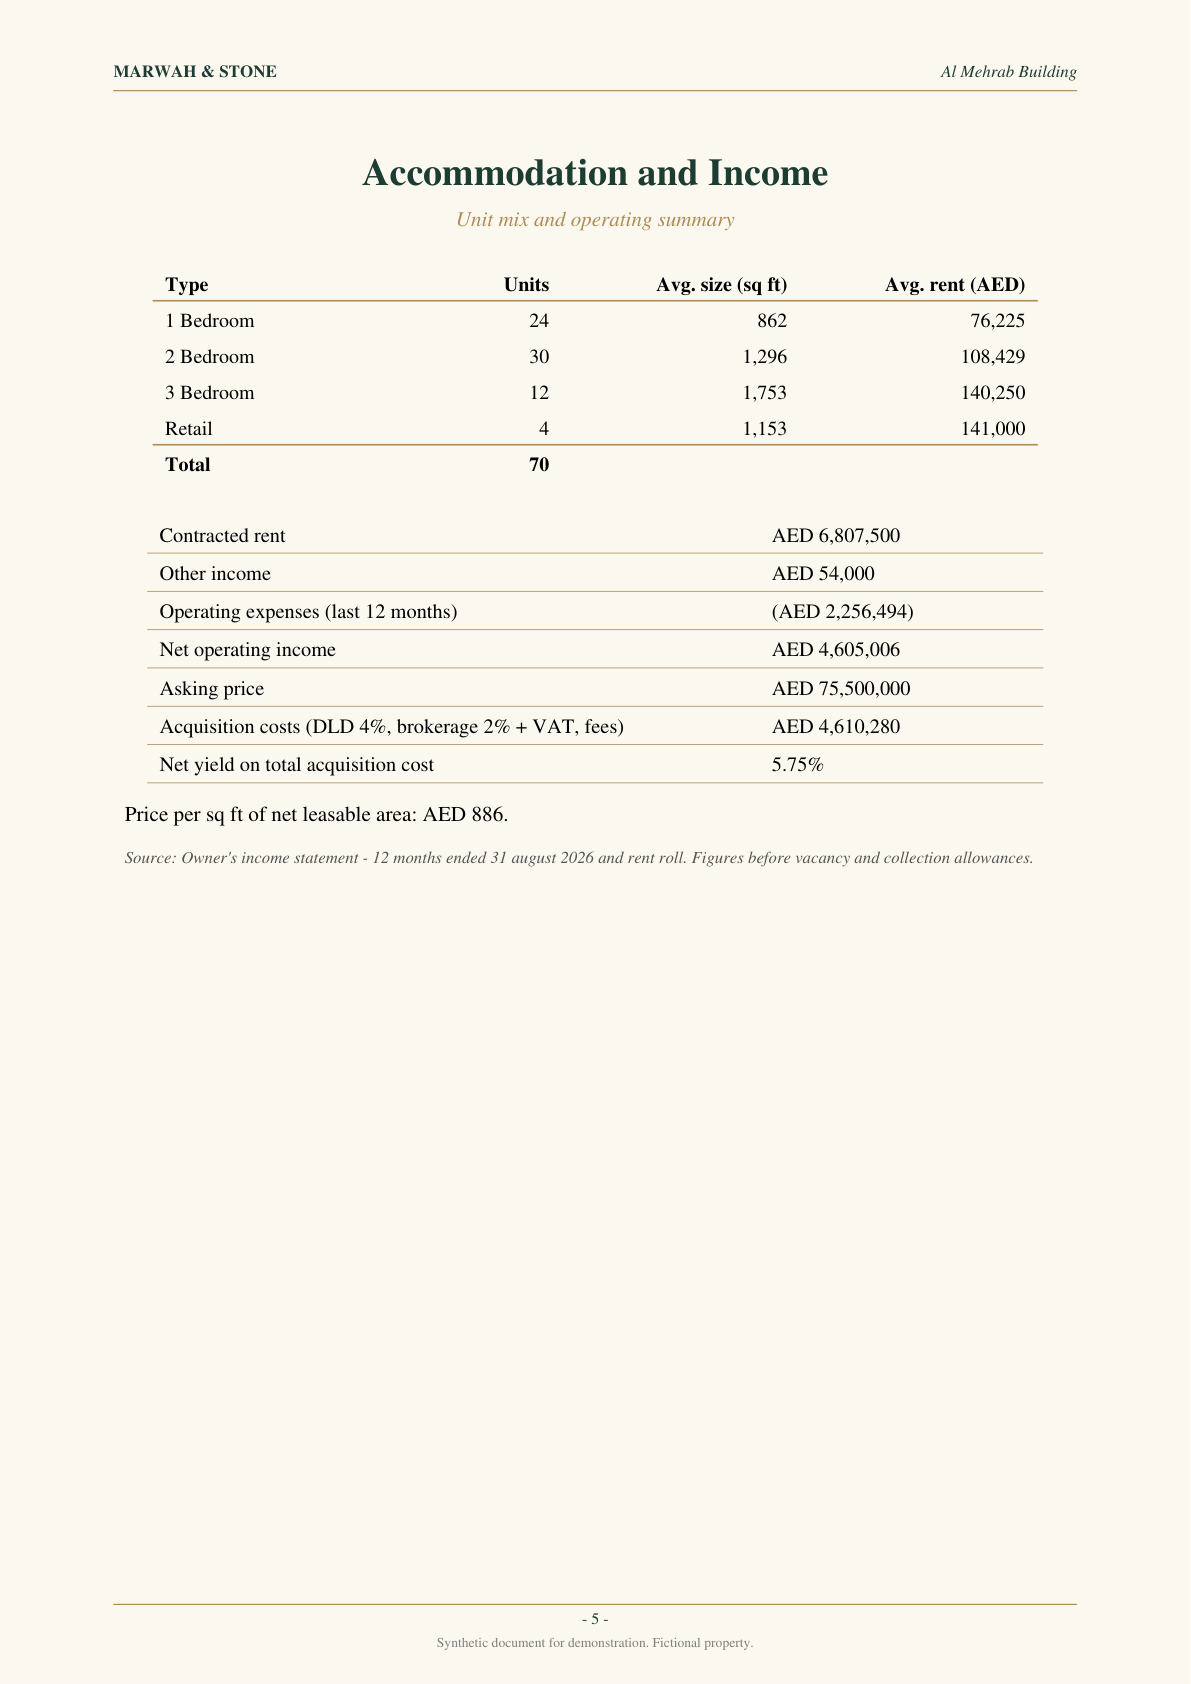 MARWAH & STONE Al Mehrab Building
Accommodation and Income
Unit mix and operating summary
Type Units Avg. size (sq ft) Avg. rent (AED)
1 Bedroom 24 862 76,225
2 Bedroom 30 1,296 108,429
3 Bedroom 12 1,753 140,250
Retail 4 1,153 141,000
Total 70
Contracted rent AED 6,807,500
Other income AED 54,000
Operating expenses (last 12 months) (AED 2,256,494)
Net operating income AED 4,605,006
Asking price AED 75,500,000
Acquisition costs (DLD 4%, brokerage 2% + VAT, fees) AED 4,610,280
Net yield on total acquisition cost 5.75%
Price per sq ft of net leasable area: AED 886.
Source: Owner's income statement - 12 months ended 31 august 2026 and rent roll. Figures before vacancy and collection allowances.
- 5 -
Synthetic document for demonstration. Fictional property.